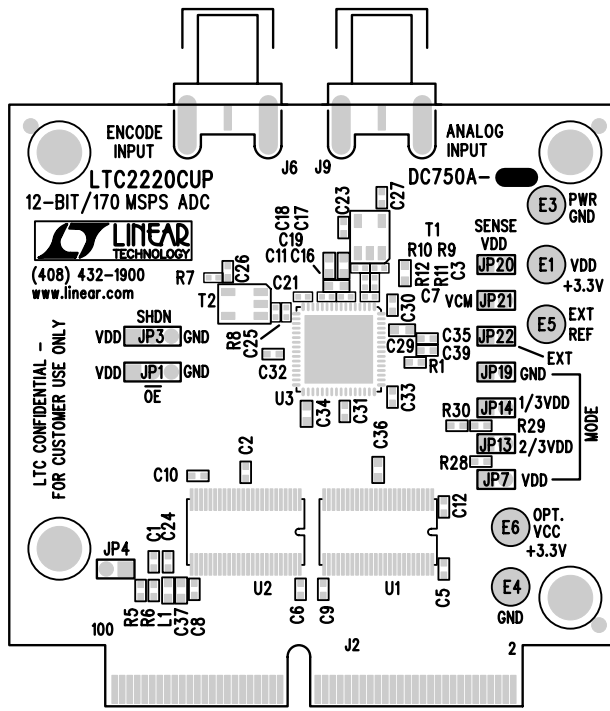 ENCODE
INPUT
ANALOG
INPUT
J6
J9
LTC2220CUP
12-BIT/170 MSPS ADC
DC750A-
LINEAR
TECHNOLOGY
(408) 432-1900
www.linear.com
LTC CONFIDENTIAL -
FOR CUSTOMER USE ONLY
E3
PWR
GND
C27
C23
C18
C17
C19
C11
C16
T1
R10
R9
R12
R11
C3
C7
SENSE
VDD
JP20
E1
VDD
+3.3V
R7
C26
C21
T2
VCM
JP21
C30
E5
EXT
REF
SHDN
VDD
JP3
GND
R8
C25
C29
C35
C39
JP22
EXT
C32
R1
VDD
JP1
GND
OE
JP19
GND
U3
C34
C31
C33
JP14
1/3VDD
R30
R29
MODE
JP13
2/3VDD
C36
R28
C2
C10
JP7
VDD
C12
E6
OPT.
VCC
+3.3V
C1
C24
JP4
U2
U1
C5
E4
GND
R5
R6
L1
C37
C8
C6
C9
100
J2
2